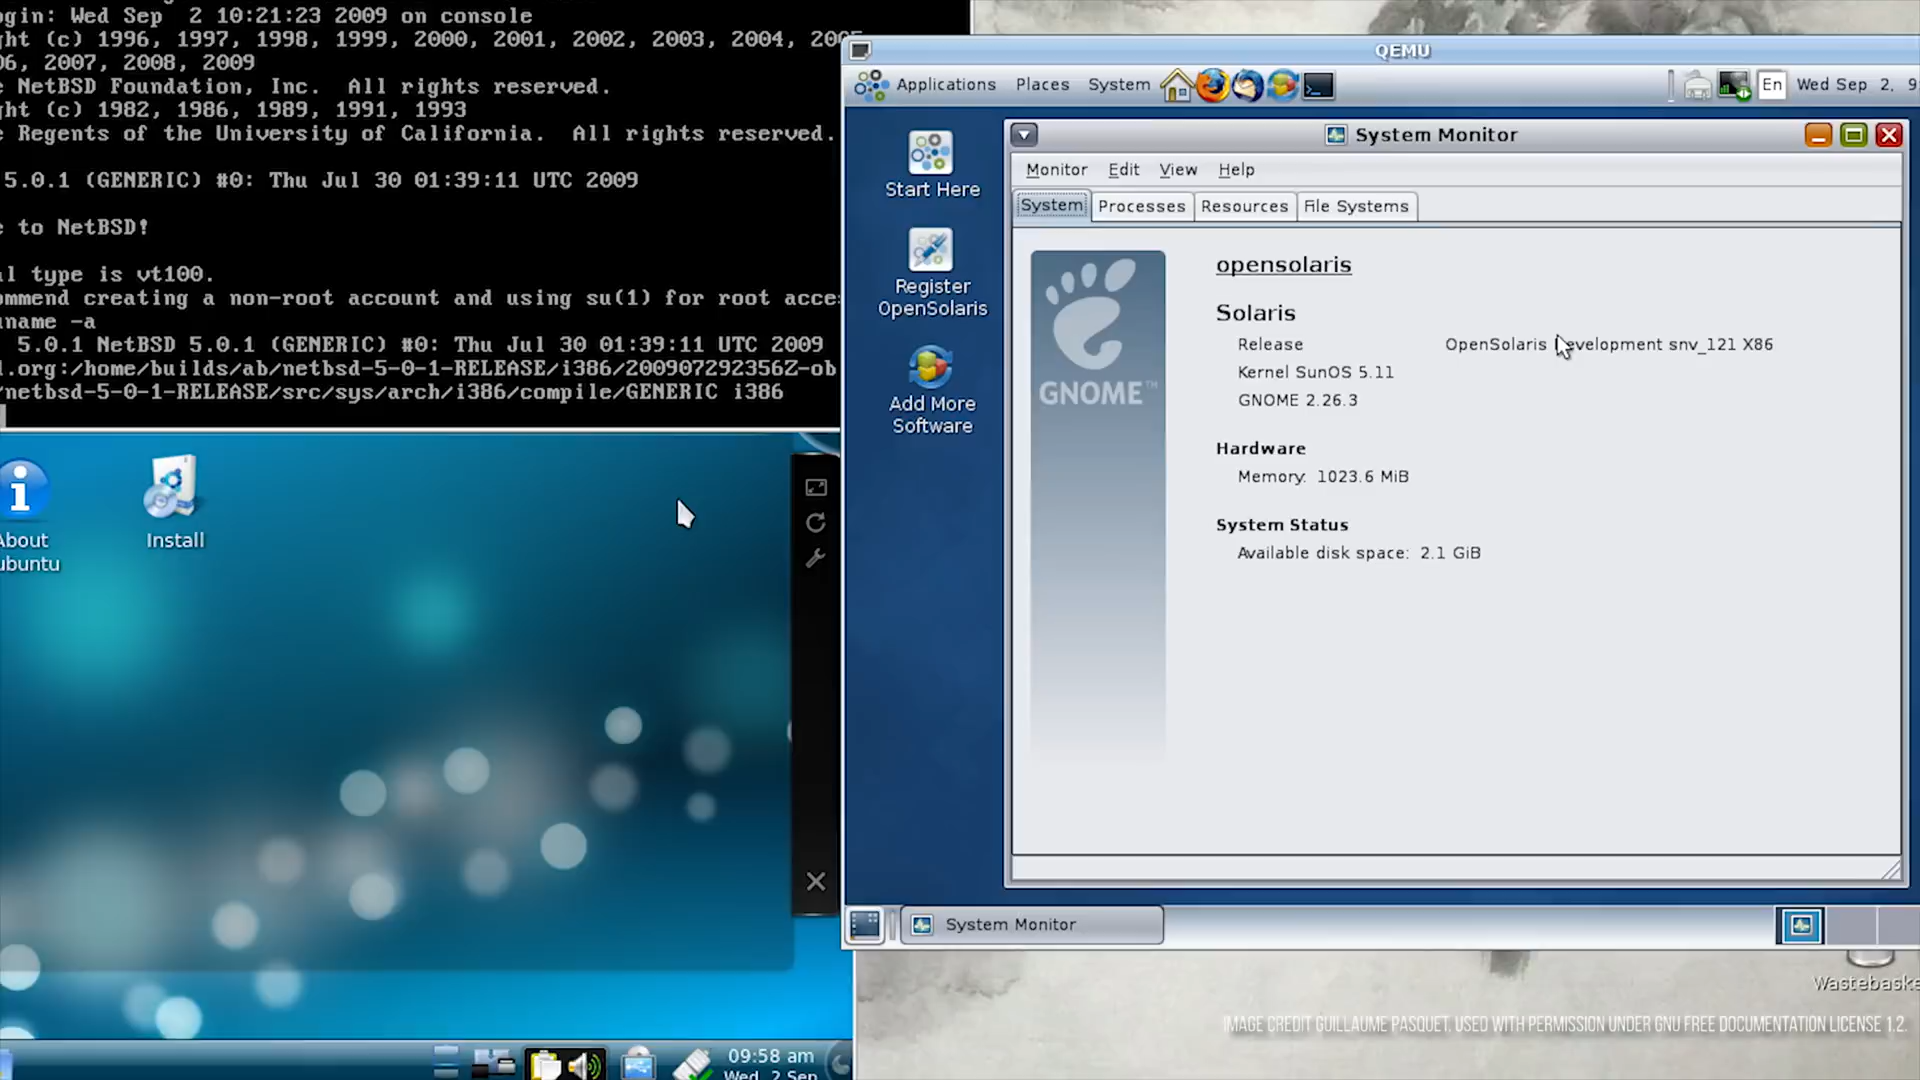 ogin: Wed Sep  2 10:21:23 2009 on console
ght (c) 1996, 1997, 1998, 1999, 2000, 2001, 2002, 2003, 2004,
06, 2007, 2008, 2009
e NetBSD Foundation, Inc.  All rights reserved.
ght (c) 1982, 1986, 1989, 1991, 1993
e Regents of the University of California.  All rights reserved.
5.0.1 (GENERIC) #0: Thu Jul 30 01:39:11 UTC 2009
e to NetBSD!
al type is vt100.
ommend creating a non-root account and using su(1) for root acce
uname -a
5.0.1 NetBSD 5.0.1 (GENERIC) #0: Thu Jul 30 01:39:11 UTC 2009
l.org:/home/builds/ab/netbsd-5-0-1-RELEASE/i386/200907292356Z-ob
/netbsd-5-0-1-RELEASE/src/sys/arch/i386/compile/GENERIC i386
QEMU
Applications Places System En Wed Sep 2, 9
Start Here
Register
OpenSolaris
Add More
Software
System Monitor
Monitor Edit View Help
System Processes Resources File Systems
GNOME™
opensolaris
Solaris
Release OpenSolaris Development snv_121 X86
Kernel SunOS 5.11
GNOME 2.26.3
Hardware
Memory: 1023.6 MiB
System Status
Available disk space: 2.1 GiB
System Monitor
About
ubuntu
Install
09:58 am
Wed, 2 Sep
Wastebaske
IMAGE CREDIT GUILLAUME PASQUET, USED WITH PERMISSION UNDER GNU FREE DOCUMENTATION LICENSE 1.2.